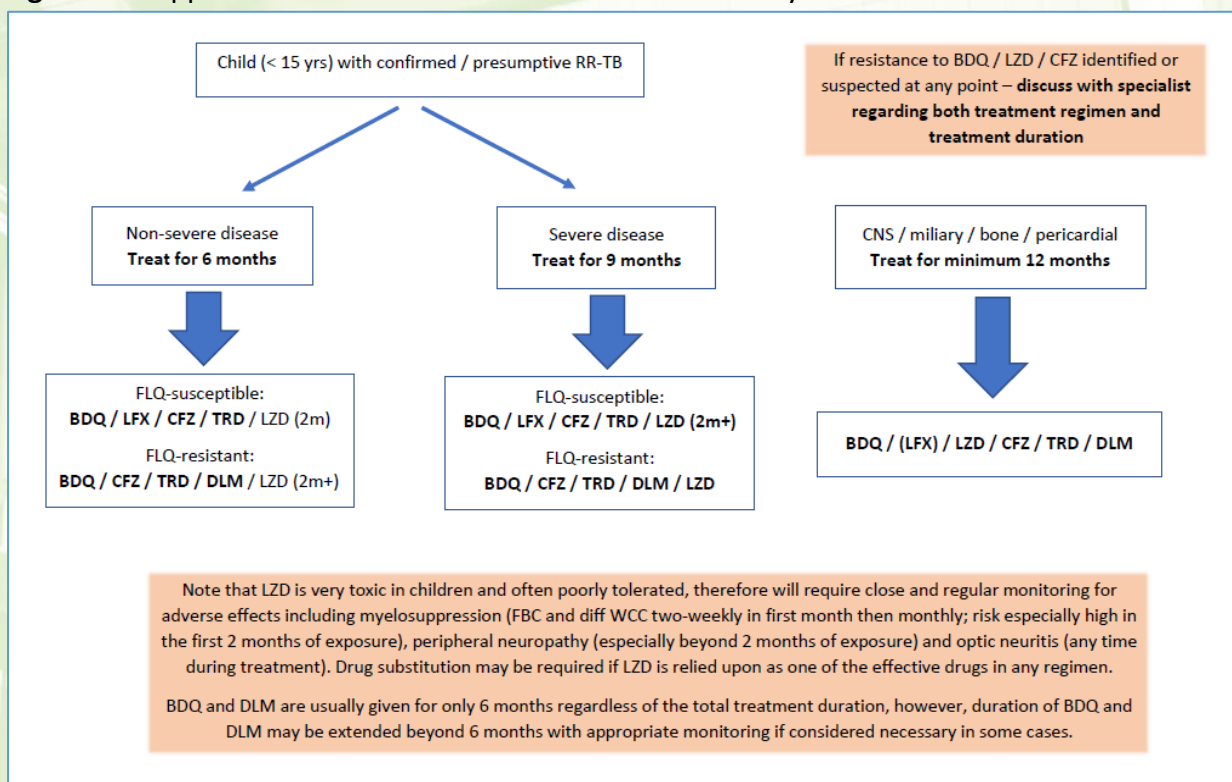 Child (< 15 yrs) with confirmed / presumptive RR-TB
If resistance to BDQ / LZD / CFZ identified or
suspected at any point – discuss with specialist
regarding both treatment regimen and
treatment duration
Non-severe disease
Treat for 6 months
Severe disease
Treat for 9 months
CNS / miliary / bone / pericardial
Treat for minimum 12 months
FLQ-susceptible:
BDQ / LFX / CFZ / TRD / LZD (2m)
FLQ-resistant:
BDQ / CFZ / TRD / DLM / LZD (2m+)
FLQ-susceptible:
BDQ / LFX / CFZ / TRD / LZD (2m+)
FLQ-resistant:
BDQ / CFZ / TRD / DLM / LZD
BDQ / (LFX) / LZD / CFZ / TRD / DLM
Note that LZD is very toxic in children and often poorly tolerated, therefore will require close and regular monitoring for
adverse effects including myelosuppression (FBC and diff WCC two-weekly in first month then monthly; risk especially high in
the first 2 months of exposure), peripheral neuropathy (especially beyond 2 months of exposure) and optic neuritis (any time
during treatment). Drug substitution may be required if LZD is relied upon as one of the effective drugs in any regimen.
BDQ and DLM are usually given for only 6 months regardless of the total treatment duration, however, duration of BDQ and
DLM may be extended beyond 6 months with appropriate monitoring if considered necessary in some cases.